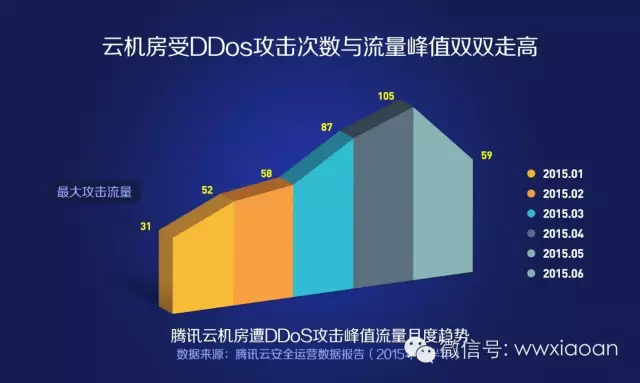 云机房受DDos攻击次数与流量峰值双双走高
105
87
59
58
52
最大攻击流量
31
2015.01
2015.02
2015.03
2015.04
2015.05
2015.06
腾讯云机房遭DDoS攻击峰值流量月度趋势
数据来源：腾讯云安全运营数据报告（2015
微信号: wwxiaoan